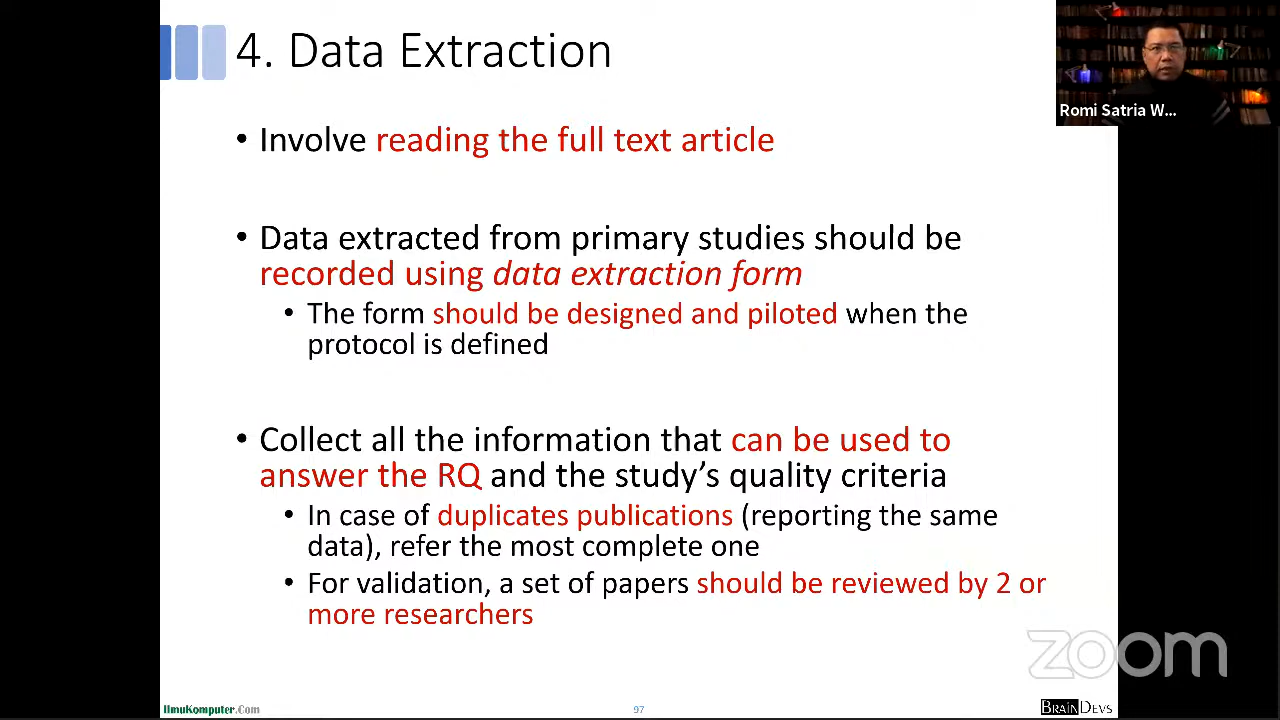 4. Data Extraction
Romi Satria W...
• Involve reading the full text article
• Data extracted from primary studies should be
recorded using data extraction form
• The form should be designed and piloted when the
protocol is defined
• Collect all the information that can be used to
answer the RQ and the study's quality criteria
• In case of duplicates publications (reporting the same
data), refer the most complete one
• For validation, a set of papers should be reviewed by 2 or
more researchers
zoom
IlmuKomputer.Com
97
BRAINDEVS